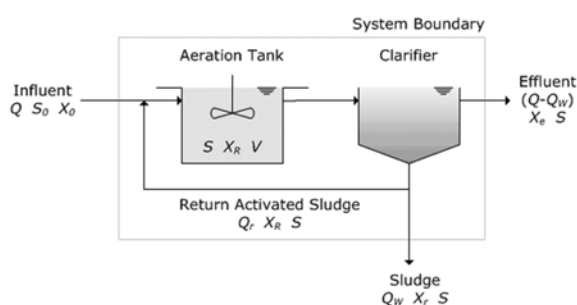 System Boundary
Aeration Tank
Clarifier
Influent
Q S0 X0
Effluent
(Q-QW)
Xe S
S XR V
Return Activated Sludge
Qr XR S
Sludge
QW Xr S